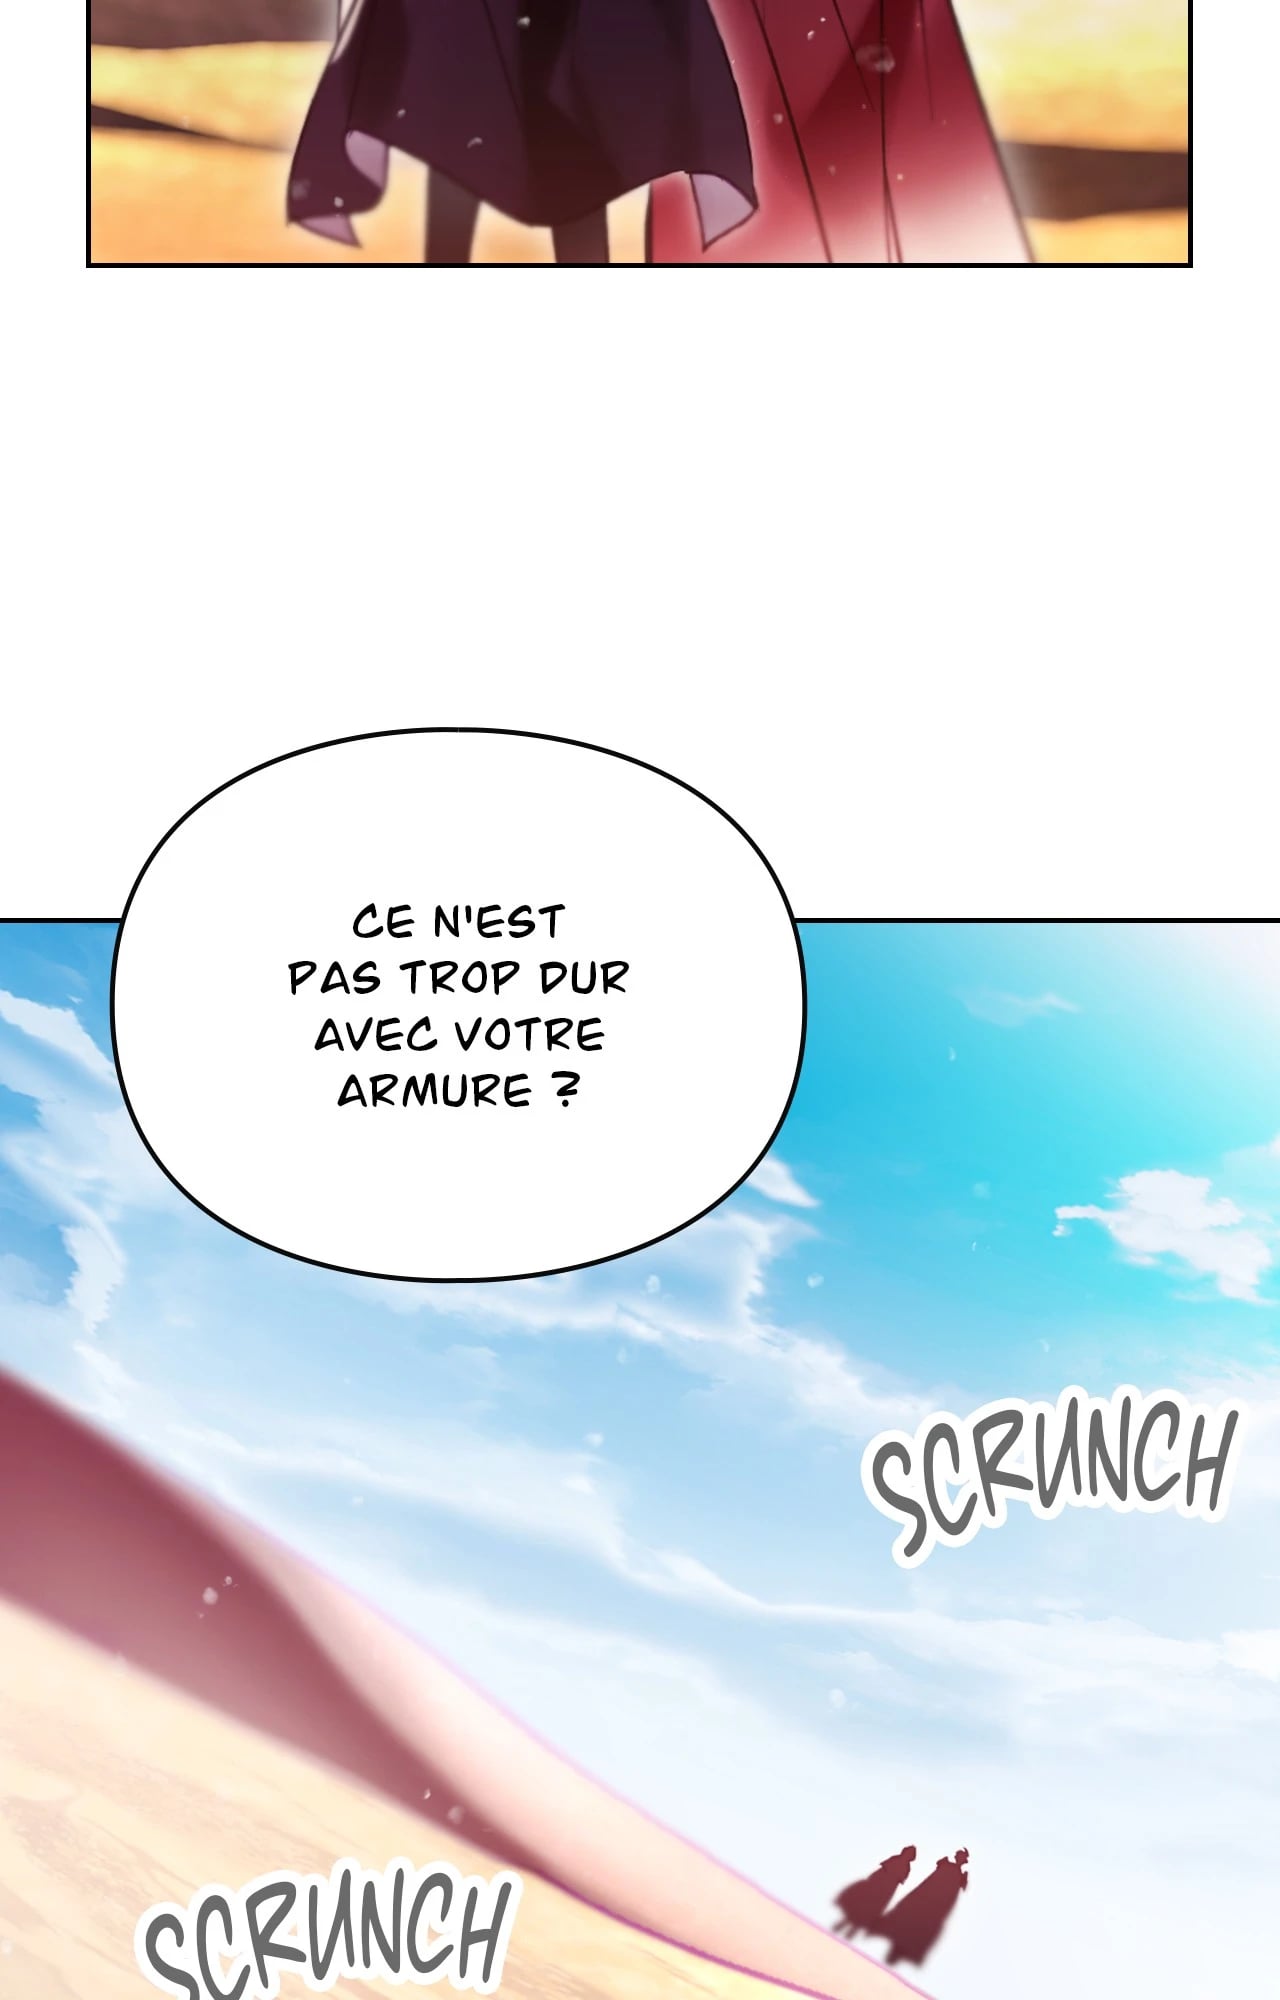 CE N'EST
PAS TROP DUR
AVEC VOTRE
ARMURE ?
SCRUNCH
SCRUNCH